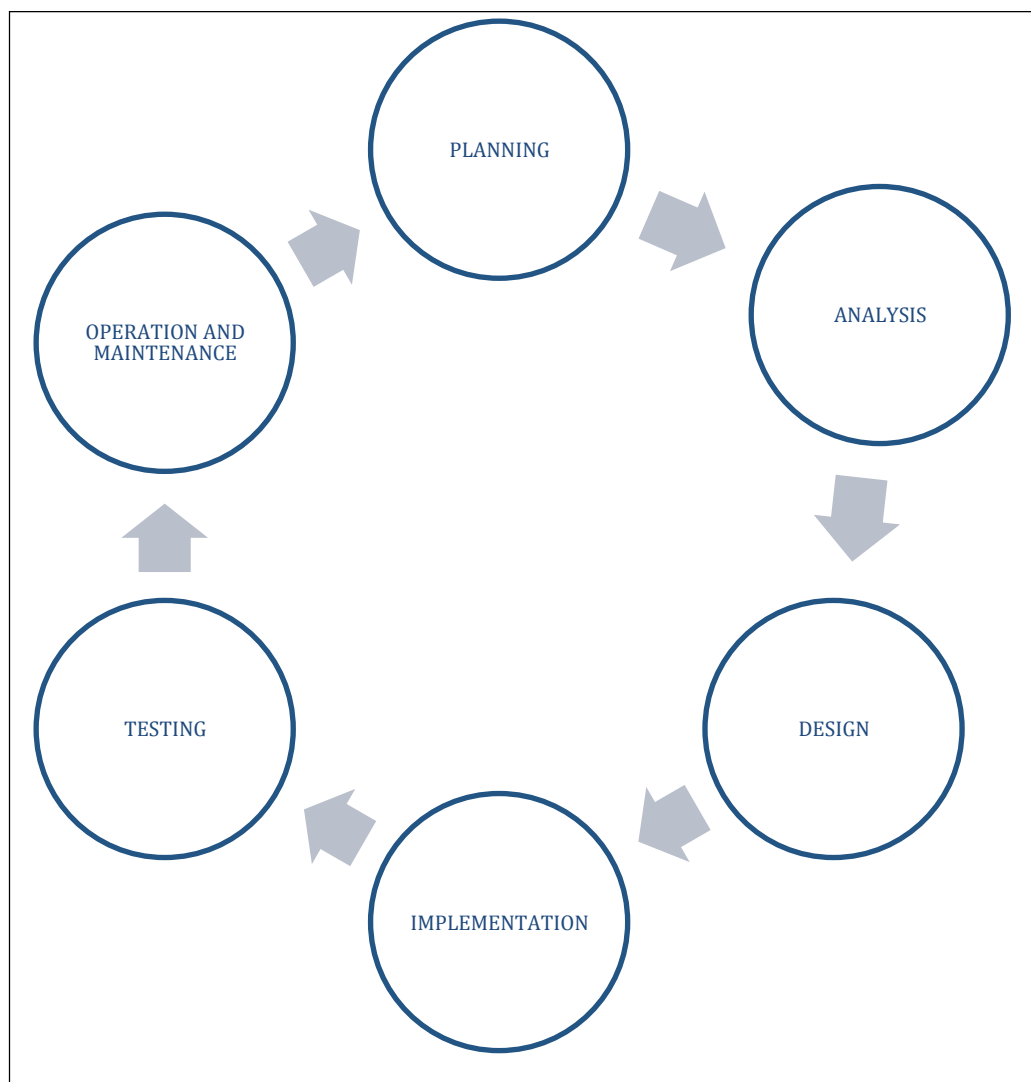 PLANNING
ANALYSIS
DESIGN
IMPLEMENTATION
TESTING
OPERATION AND
MAINTENANCE